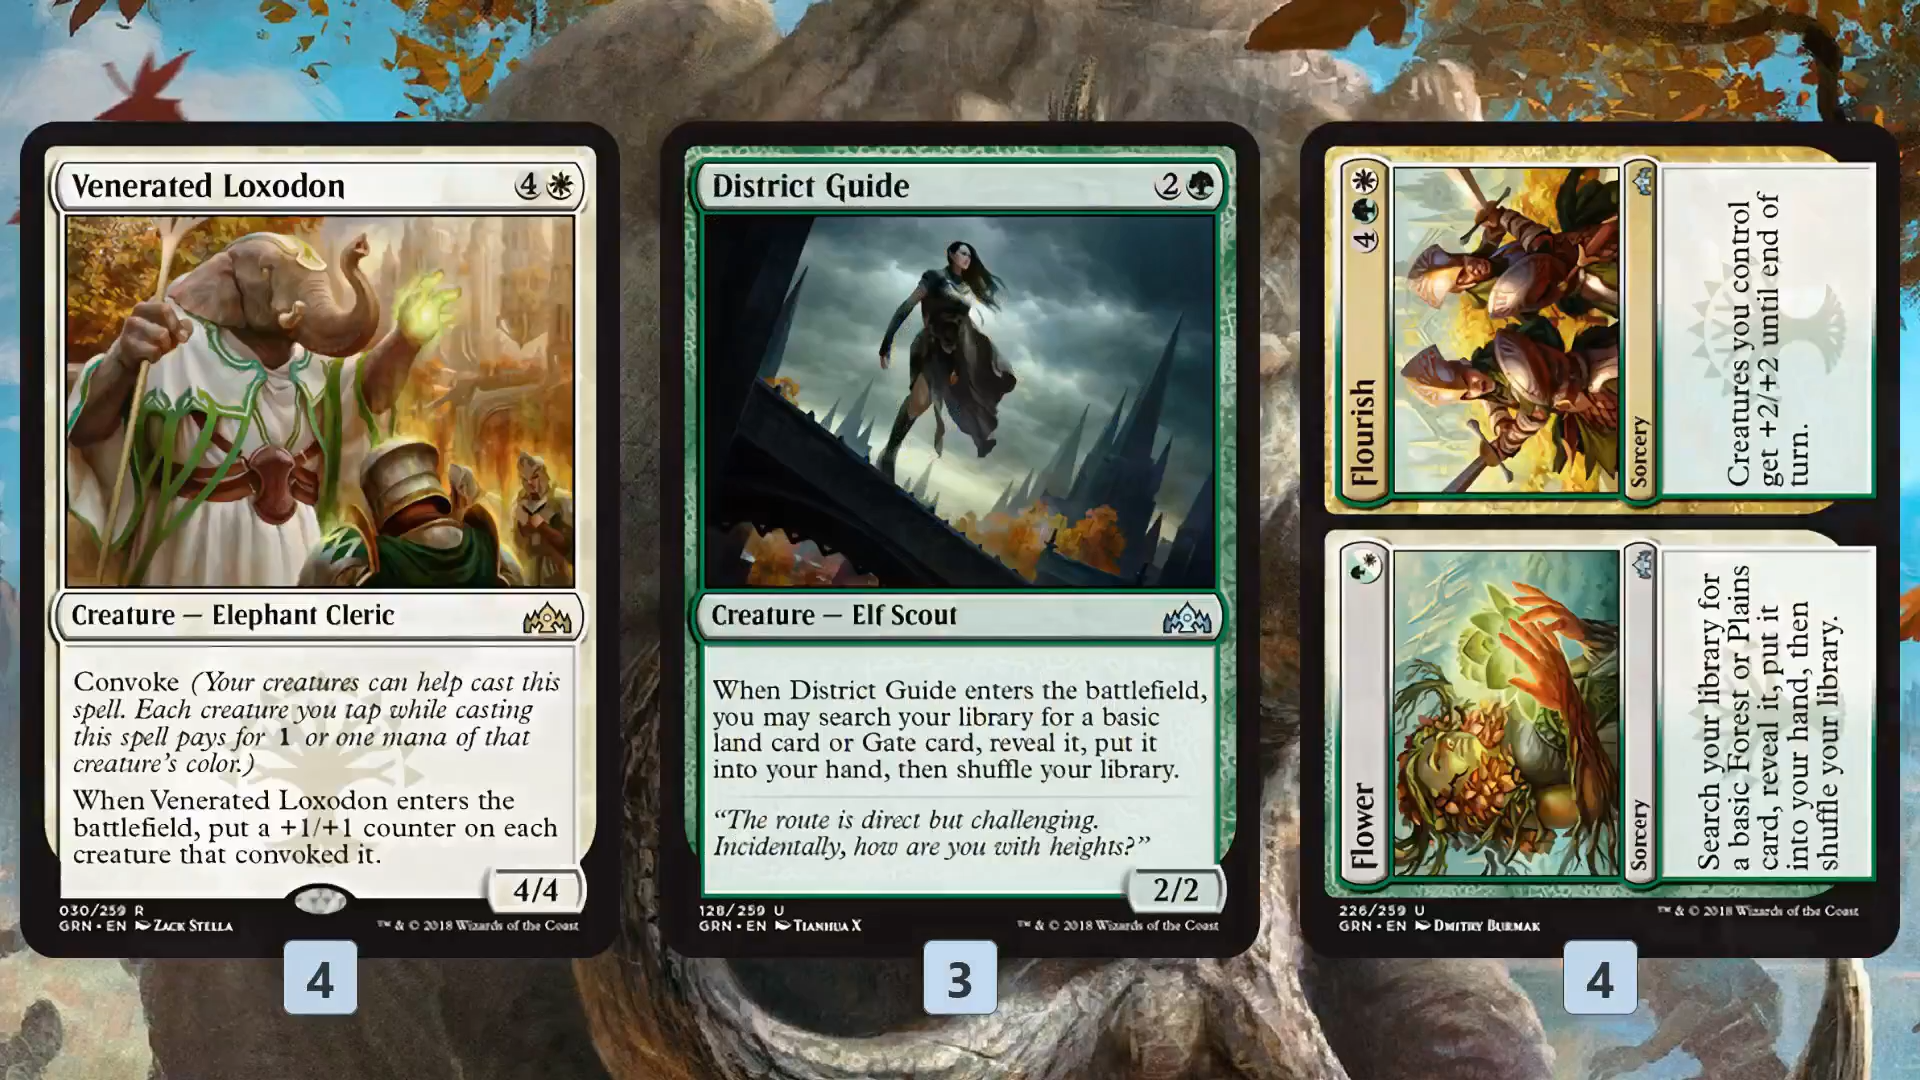 Venerated Loxodon 4
Creature — Elephant Cleric
Convoke (Your creatures can help cast this
spell. Each creature you tap while casting
this spell pays for 1 or one mana of that
creature's color.)
When Venerated Loxodon enters the
battlefield, put a +1/+1 counter on each
creature that convoked it.
4/4
030/259 R
GRN • EN Zack Stella
™ & © 2018 Wizards of the Coast
4
District Guide 2
Creature — Elf Scout
When District Guide enters the battlefield,
you may search your library for a basic
land card or Gate card, reveal it, put it
into your hand, then shuffle your library.
“The route is direct but challenging.
Incidentally, how are you with heights?”
2/2
128/259 U
GRN • EN Tianhua X
™ & © 2018 Wizards of the Coast
3
Flower
Sorcery
Search your library for
a basic Forest or Plains
card, reveal it, put it
into your hand, then
shuffle your library.
Flourish 4
Sorcery
Creatures you control
get +2/+2 until end of
turn.
226/259 U
GRN • EN Dmitry Burmak
™ & © 2018 Wizards of the Coast
4